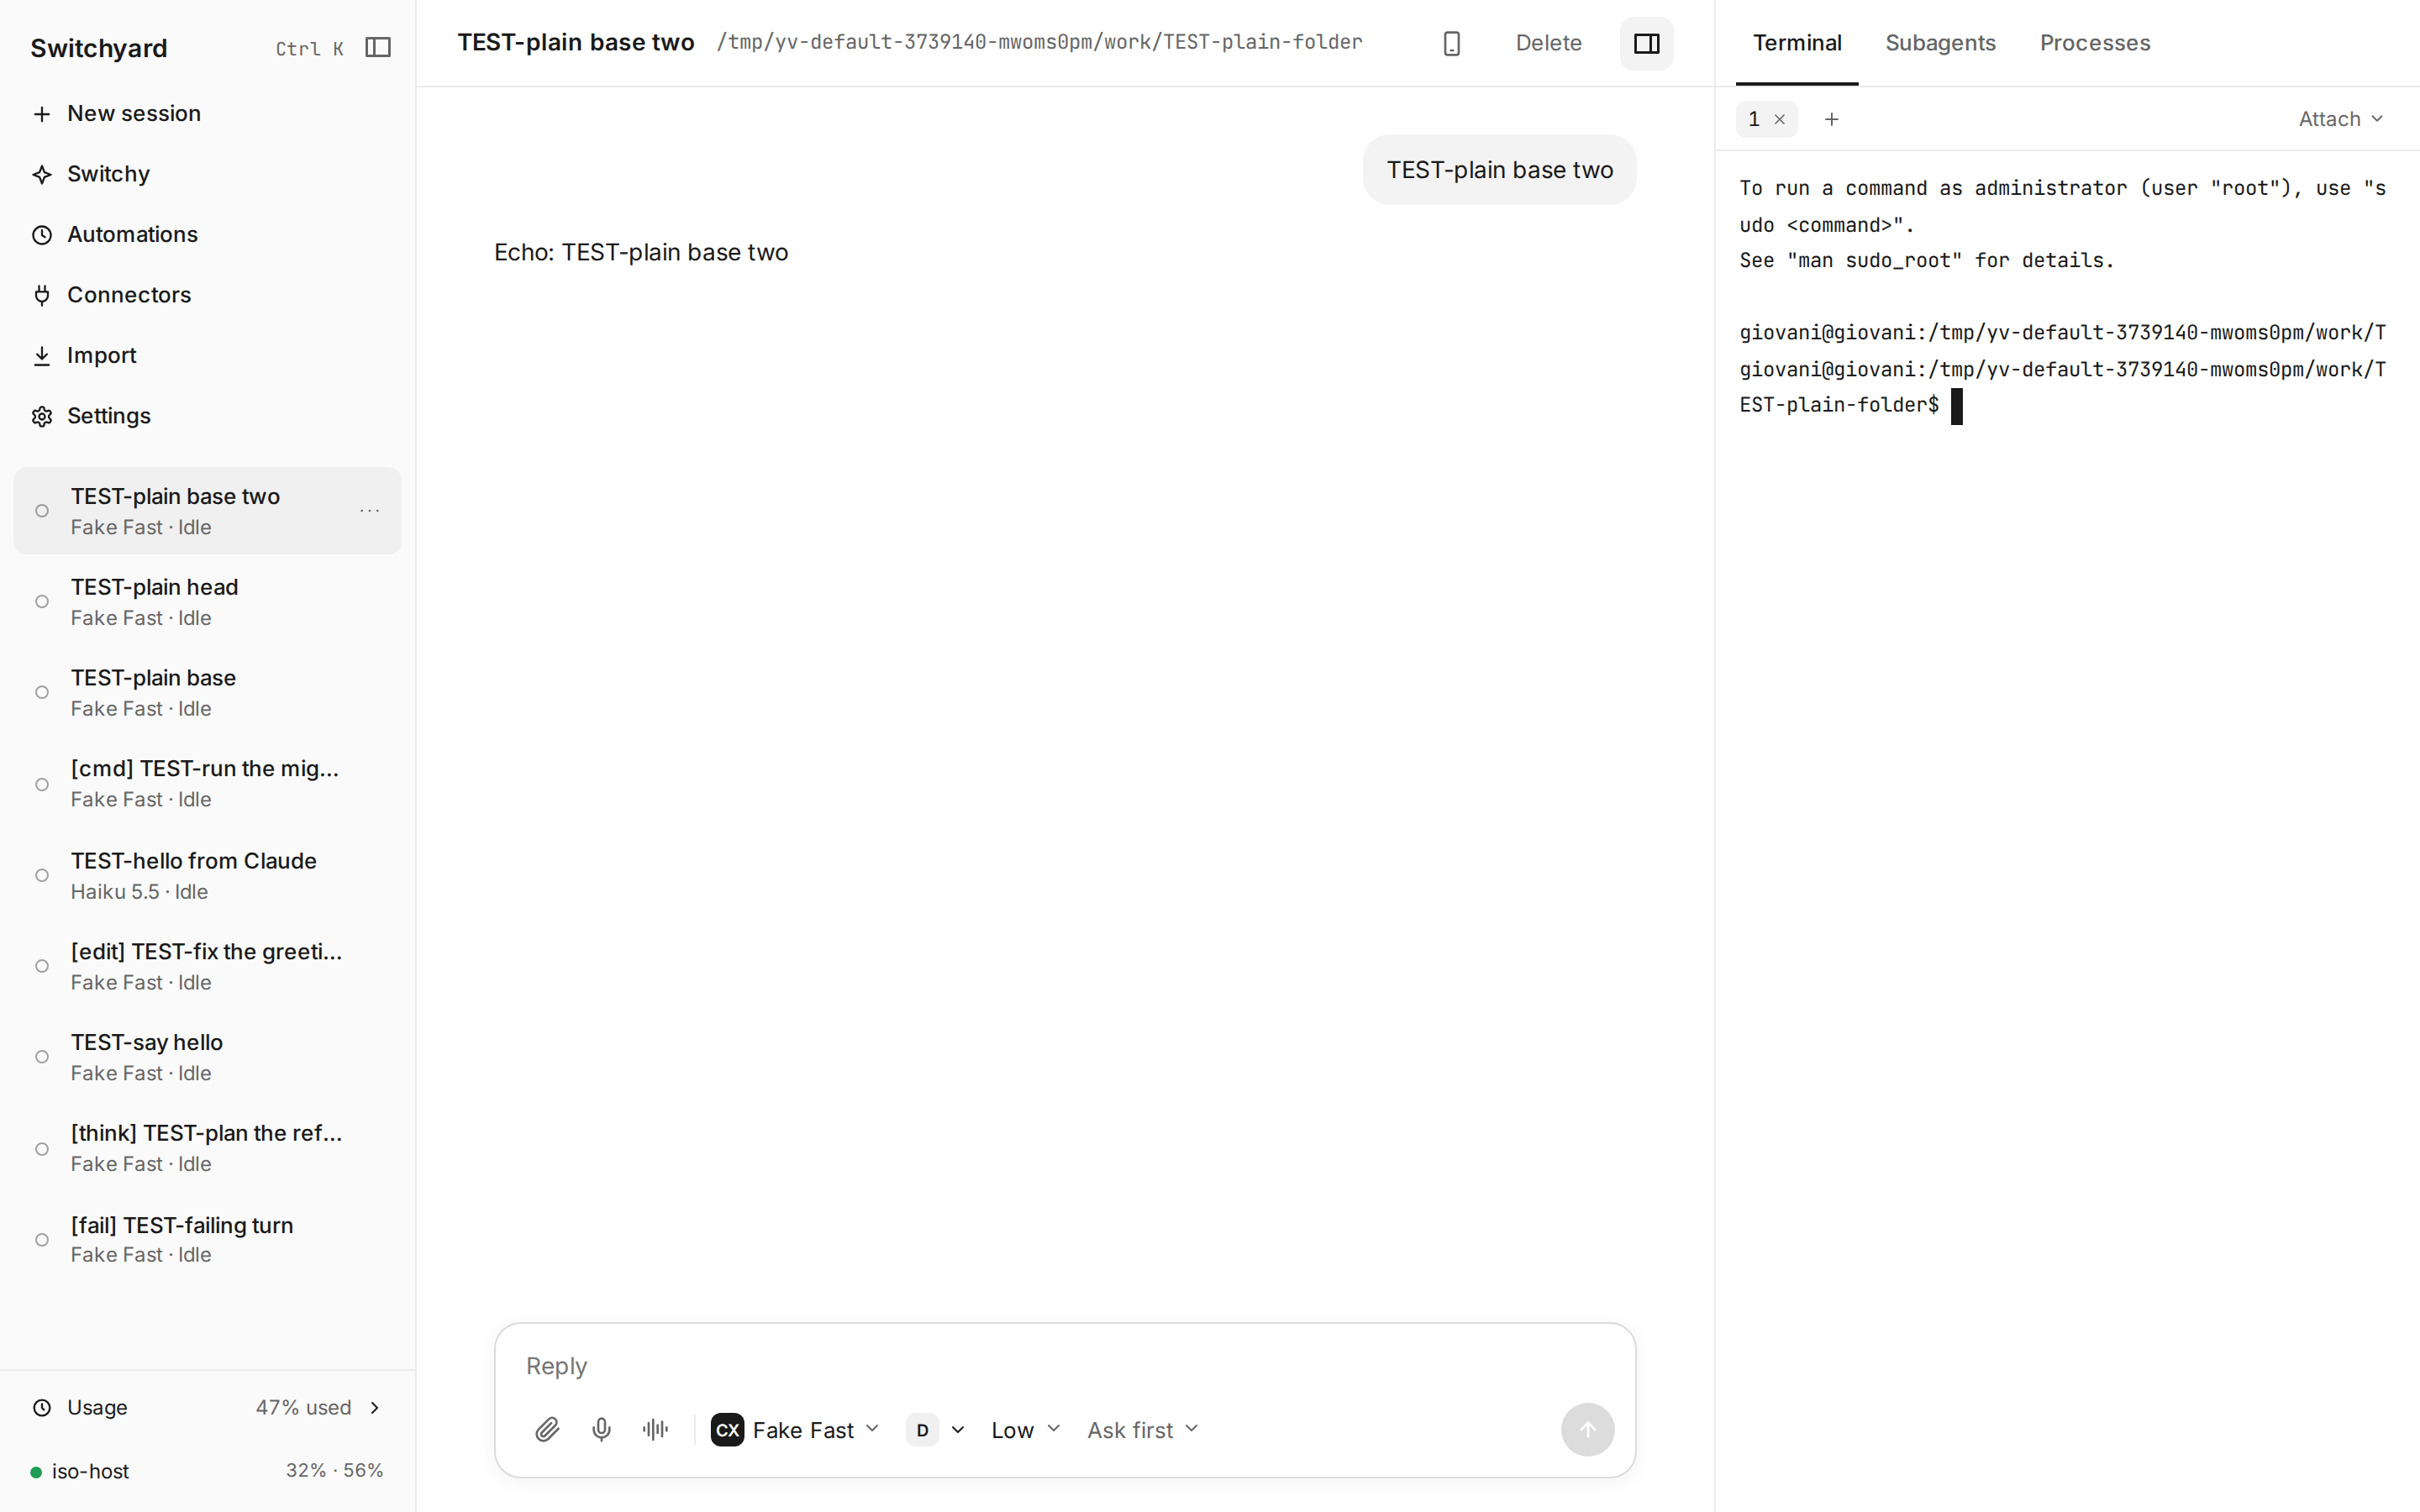 Switchyard
Ctrl K
New session
Switchy
Automations
Connectors
Import
Settings
TEST-plain base two
Fake Fast · Idle
...
TEST-plain head
Fake Fast · Idle
TEST-plain base
Fake Fast · Idle
[cmd] TEST-run the mig...
Fake Fast · Idle
TEST-hello from Claude
Haiku 5.5 · Idle
[edit] TEST-fix the greeti...
Fake Fast · Idle
TEST-say hello
Fake Fast · Idle
[think] TEST-plan the ref...
Fake Fast · Idle
[fail] TEST-failing turn
Fake Fast · Idle
Usage 47% used
iso-host 32% · 56%
TEST-plain base two /tmp/yv-default-3739140-mwoms0pm/work/TEST-plain-folder
Delete
TEST-plain base two
Echo: TEST-plain base two
Reply
CX Fake Fast D Low Ask first
Terminal Subagents Processes
1 × + Attach
To run a command as administrator (user "root"), use "s
udo <command>".
See "man sudo_root" for details.
giovani@giovani:/tmp/yv-default-3739140-mwoms0pm/work/T
giovani@giovani:/tmp/yv-default-3739140-mwoms0pm/work/T
EST-plain-folder$